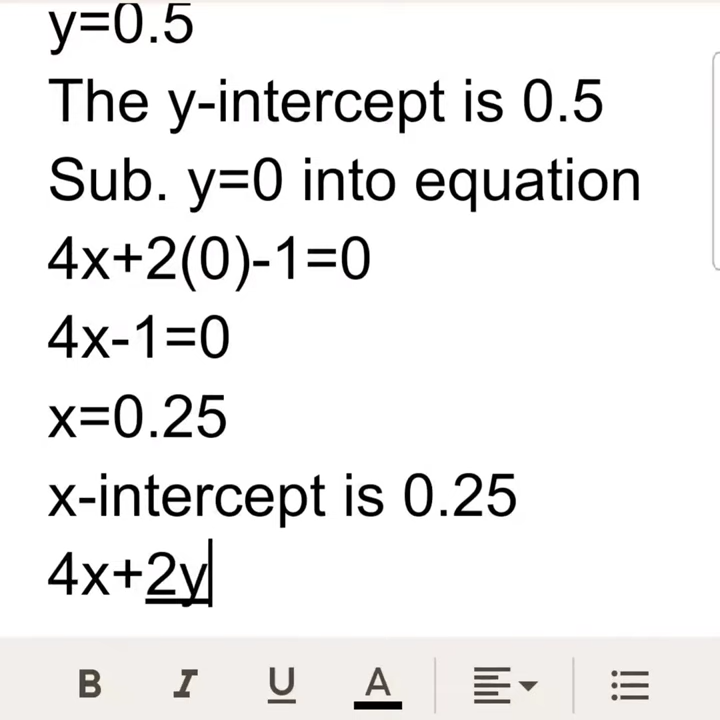 y=0.5
The y-intercept is 0.5
Sub. y=0 into equation
4x+2(0)-1=0
4x-1=0
x=0.25
x-intercept is 0.25
4x+2y
B I U A